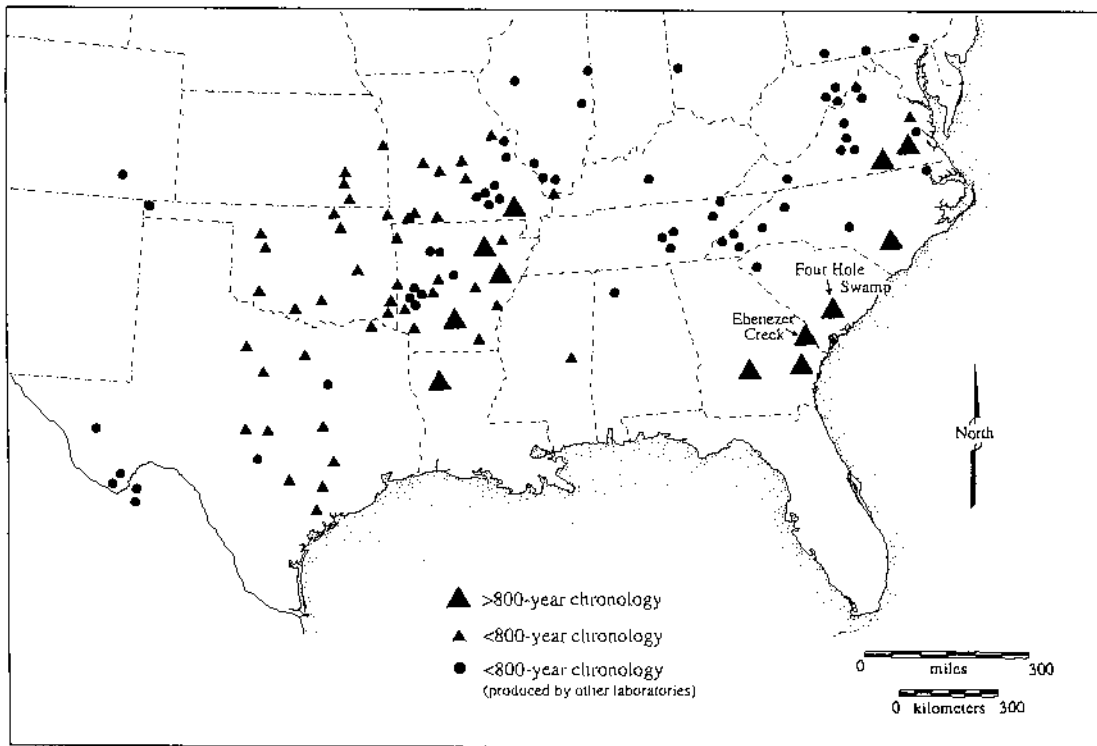 Four Hole
Swamp
Ebenezer
Creek
North
>800-year chronology
<800-year chronology
<800-year chronology
(produced by other laboratories)
0 miles 300
0 kilometers 300